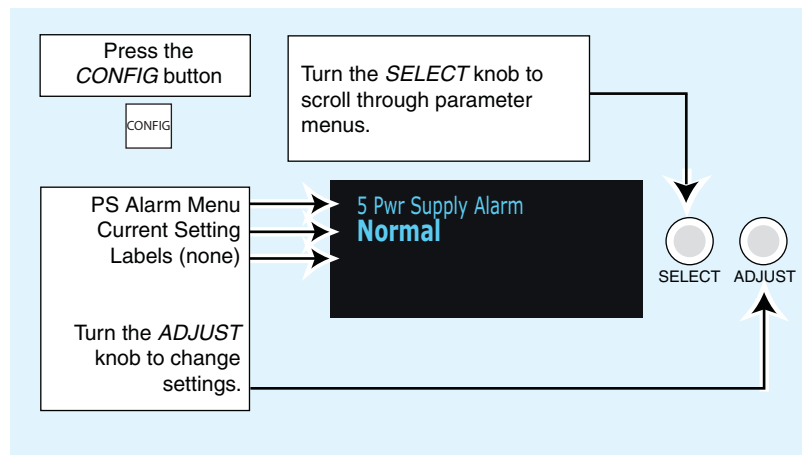 Press the
CONFIG button
CONFIG
Turn the SELECT knob to
scroll through parameter
menus.
PS Alarm Menu
Current Setting
Labels (none)
Turn the ADJUST
knob to change
settings.
5 Pwr Supply Alarm
Normal
SELECT
ADJUST